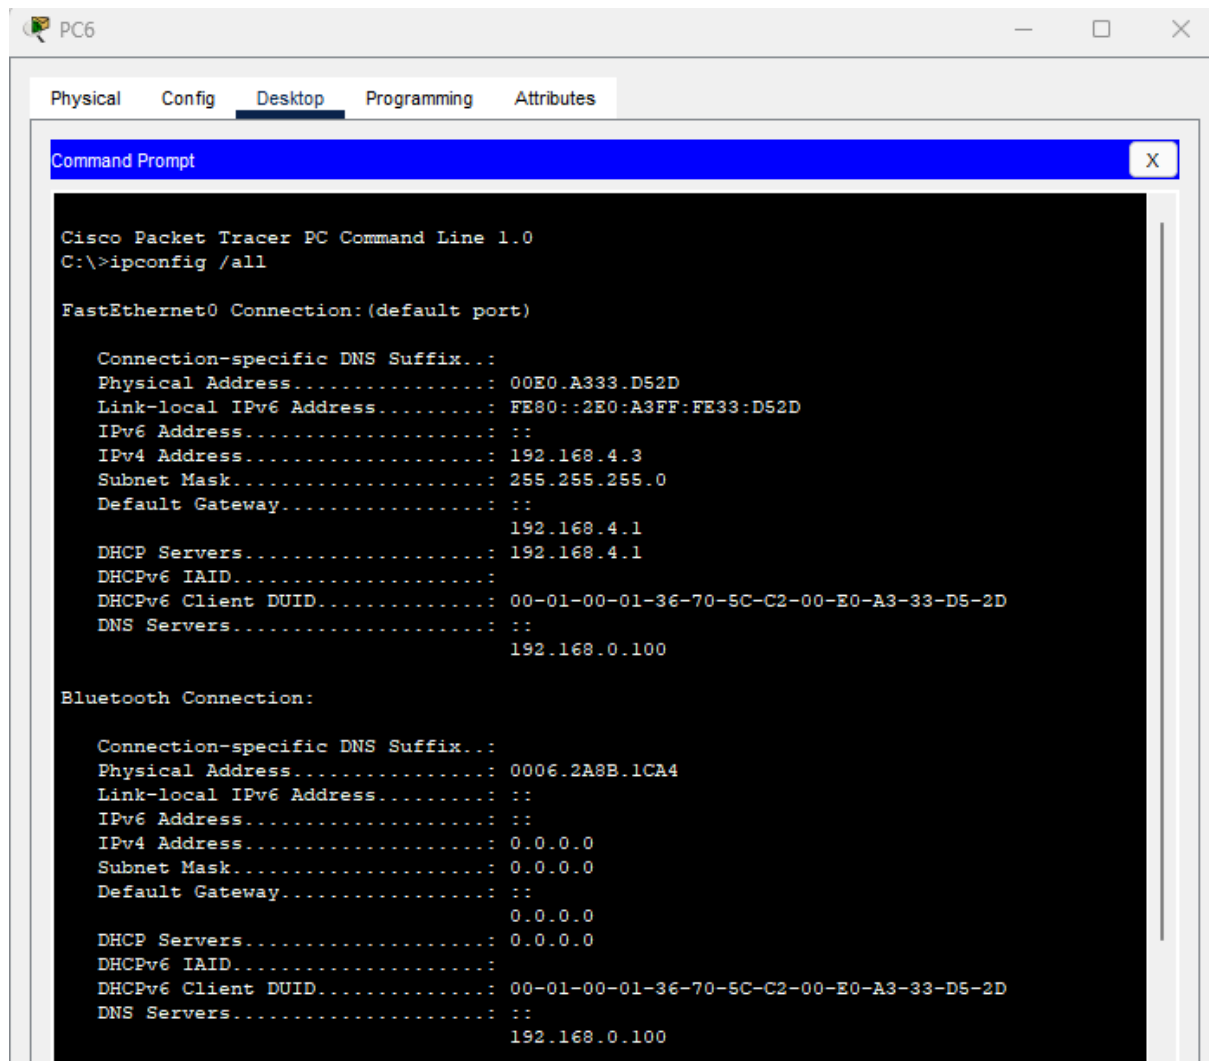 PC6
Physical Config Desktop Programming Attributes
Command Prompt X
Cisco Packet Tracer PC Command Line 1.0
C:\>ipconfig /all
FastEthernet0 Connection:(default port)
Connection-specific DNS Suffix..:
Physical Address................: 00E0.A333.D52D
Link-local IPv6 Address.........: FE80::2E0:A3FF:FE33:D52D
IPv6 Address....................: ::
IPv4 Address....................: 192.168.4.3
Subnet Mask.....................: 255.255.255.0
Default Gateway.................: ::
192.168.4.1
DHCP Servers....................: 192.168.4.1
DHCPv6 IAID.....................:
DHCPv6 Client DUID..............: 00-01-00-01-36-70-5C-C2-00-E0-A3-33-D5-2D
DNS Servers.....................: ::
192.168.0.100
Bluetooth Connection:
Connection-specific DNS Suffix..:
Physical Address................: 0006.2A8B.1CA4
Link-local IPv6 Address.........: ::
IPv6 Address....................: ::
IPv4 Address....................: 0.0.0.0
Subnet Mask.....................: 0.0.0.0
Default Gateway.................: ::
0.0.0.0
DHCP Servers....................: 0.0.0.0
DHCPv6 IAID.....................:
DHCPv6 Client DUID..............: 00-01-00-01-36-70-5C-C2-00-E0-A3-33-D5-2D
DNS Servers.....................: ::
192.168.0.100